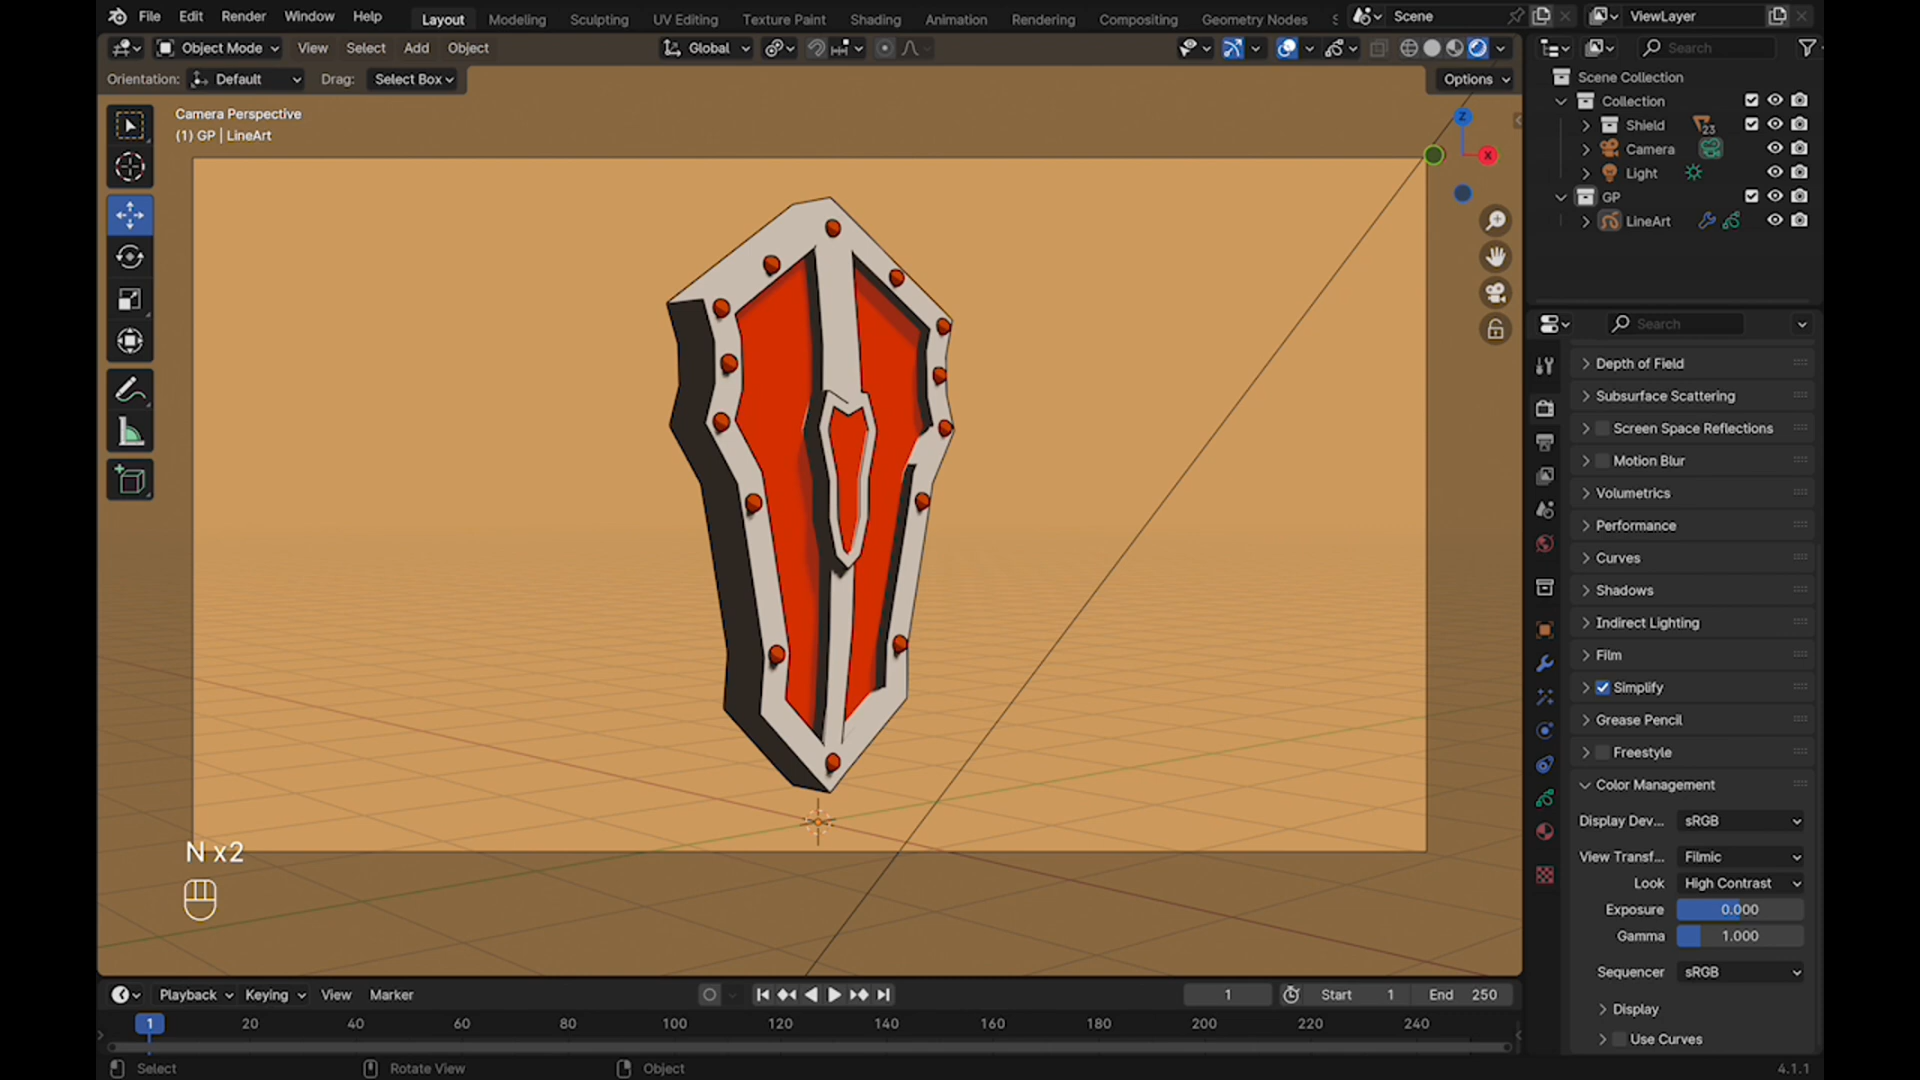 File Edit Render Window Help Layout Modeling Sculpting UV Editing Texture Paint Shading Animation Rendering Compositing Geometry Nodes Scene ViewLayer
Object Mode View Select Add Object Global Search
Orientation: Default Drag: Select Box Options
Camera Perspective
(1) GP | LineArt
Z
X
Scene Collection
Collection
Shield 23
Camera
Light
GP
LineArt
Search
Depth of Field
Subsurface Scattering
Screen Space Reflections
Motion Blur
Volumetrics
Performance
Curves
Shadows
Indirect Lighting
Film
Simplify
Grease Pencil
Freestyle
Color Management
Display Dev... sRGB
View Transf... Filmic
Look High Contrast
Exposure 0.000
Gamma 1.000
Sequencer sRGB
Display
Use Curves
N x2
Playback Keying View Marker 1 Start 1 End 250
1 20 40 60 80 100 120 140 160 180 200 220 240
Select Rotate View Object 4.1.1